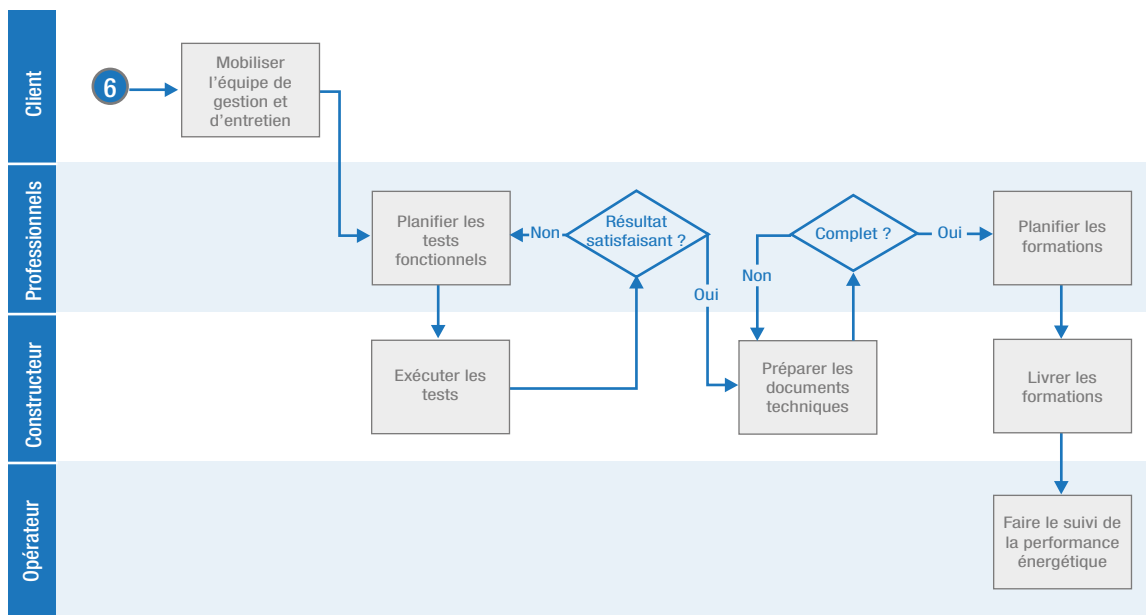 Client
6
Mobiliser
l'équipe de
gestion et
d'entretien
Professionnels
Planifier les
tests
fonctionnels
Non
Résultat
satisfaisant ?
Oui
Complet ?
Non
Oui
Planifier les
formations
Constructeur
Exécuter les
tests
Préparer les
documents
techniques
Livrer les
formations
Opérateur
Faire le suivi de
la performance
énergétique